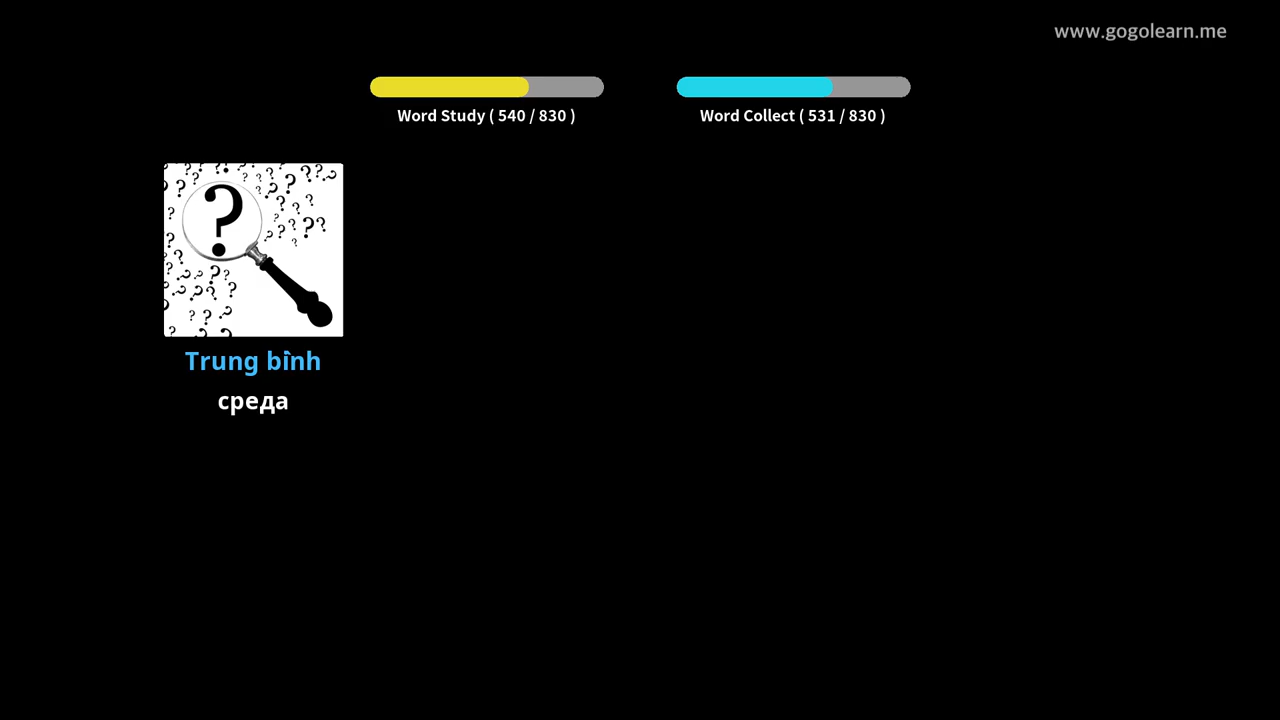 www.gogolearn.me
Word Study ( 540 / 830 )
Word Collect ( 531 / 830 )
Trung bình
среда